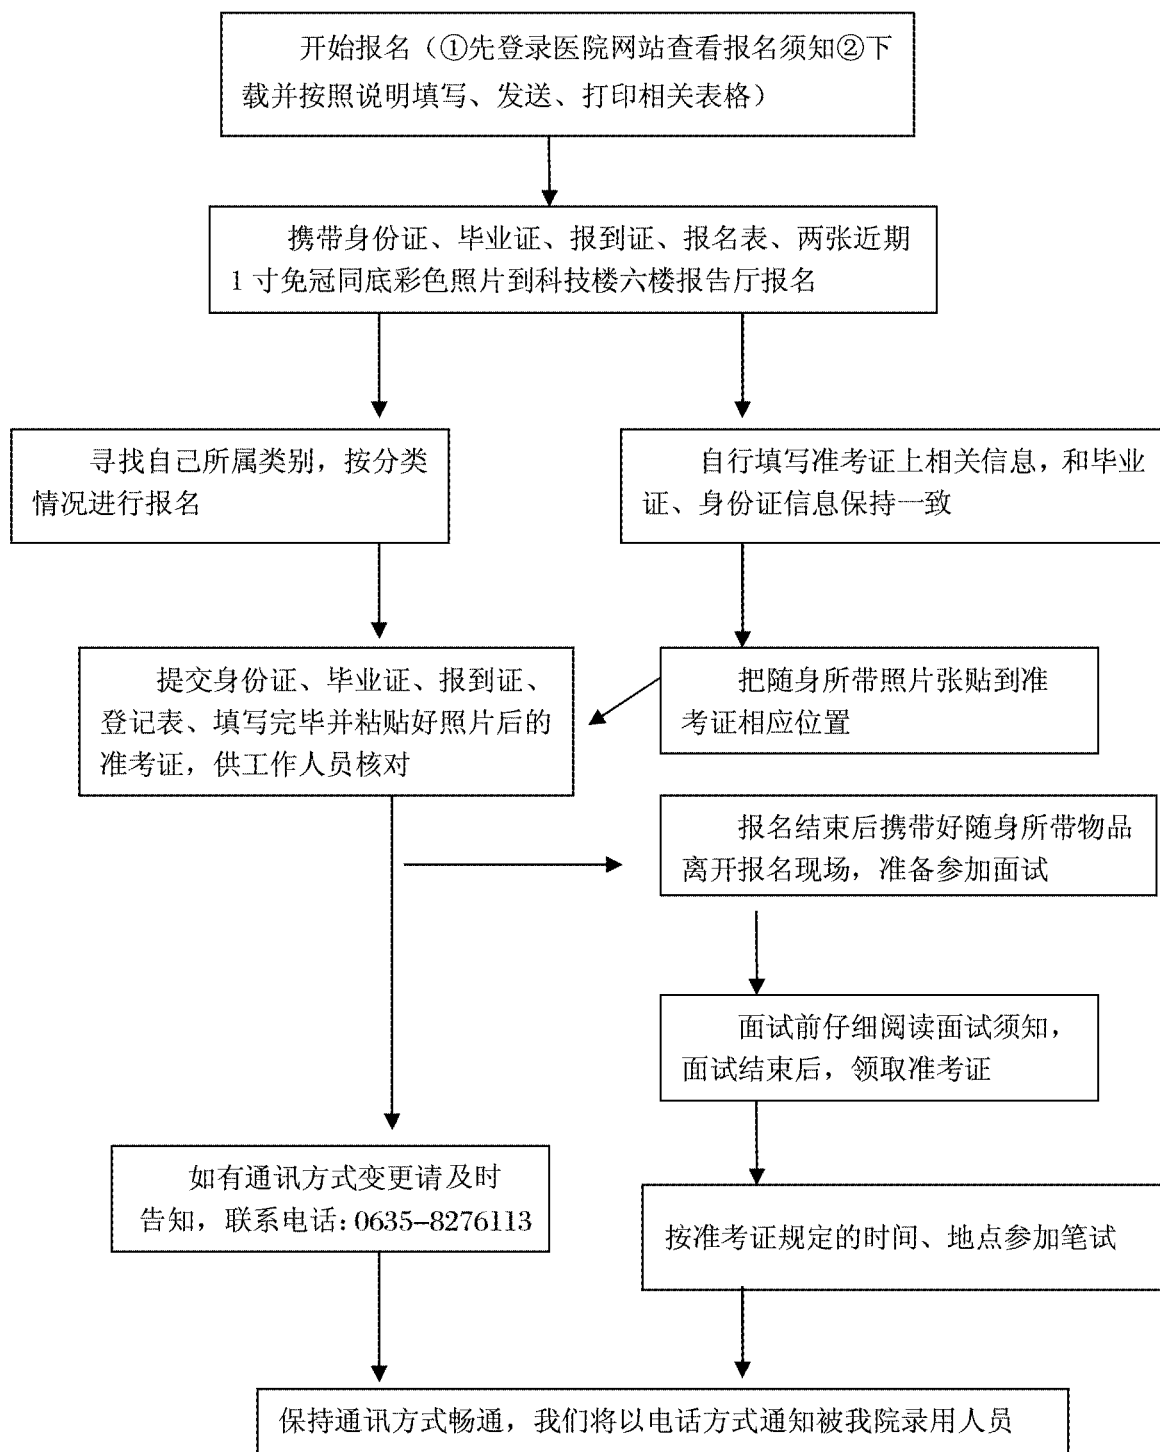 开始报名（①先登录医院网站查看报名须知②下
载并按照说明填写、发送、打印相关表格）
携带身份证、毕业证、报到证、报名表、两张近期
1 寸免冠同底彩色照片到科技楼六楼报告厅报名
寻找自己所属类别，按分类
情况进行报名
自行填写准考证上相关信息，和毕业
证、身份证信息保持一致
提交身份证、毕业证、报到证、
登记表、填写完毕并粘贴好照片后的
准考证，供工作人员核对
把随身所带照片张贴到准
考证相应位置
报名结束后携带好随身所带物品
离开报名现场，准备参加面试
面试前仔细阅读面试须知，
面试结束后，领取准考证
如有通讯方式变更请及时
告知，联系电话：0635-8276113
按准考证规定的时间、地点参加笔试
保持通讯方式畅通，我们将以电话方式通知被我院录用人员